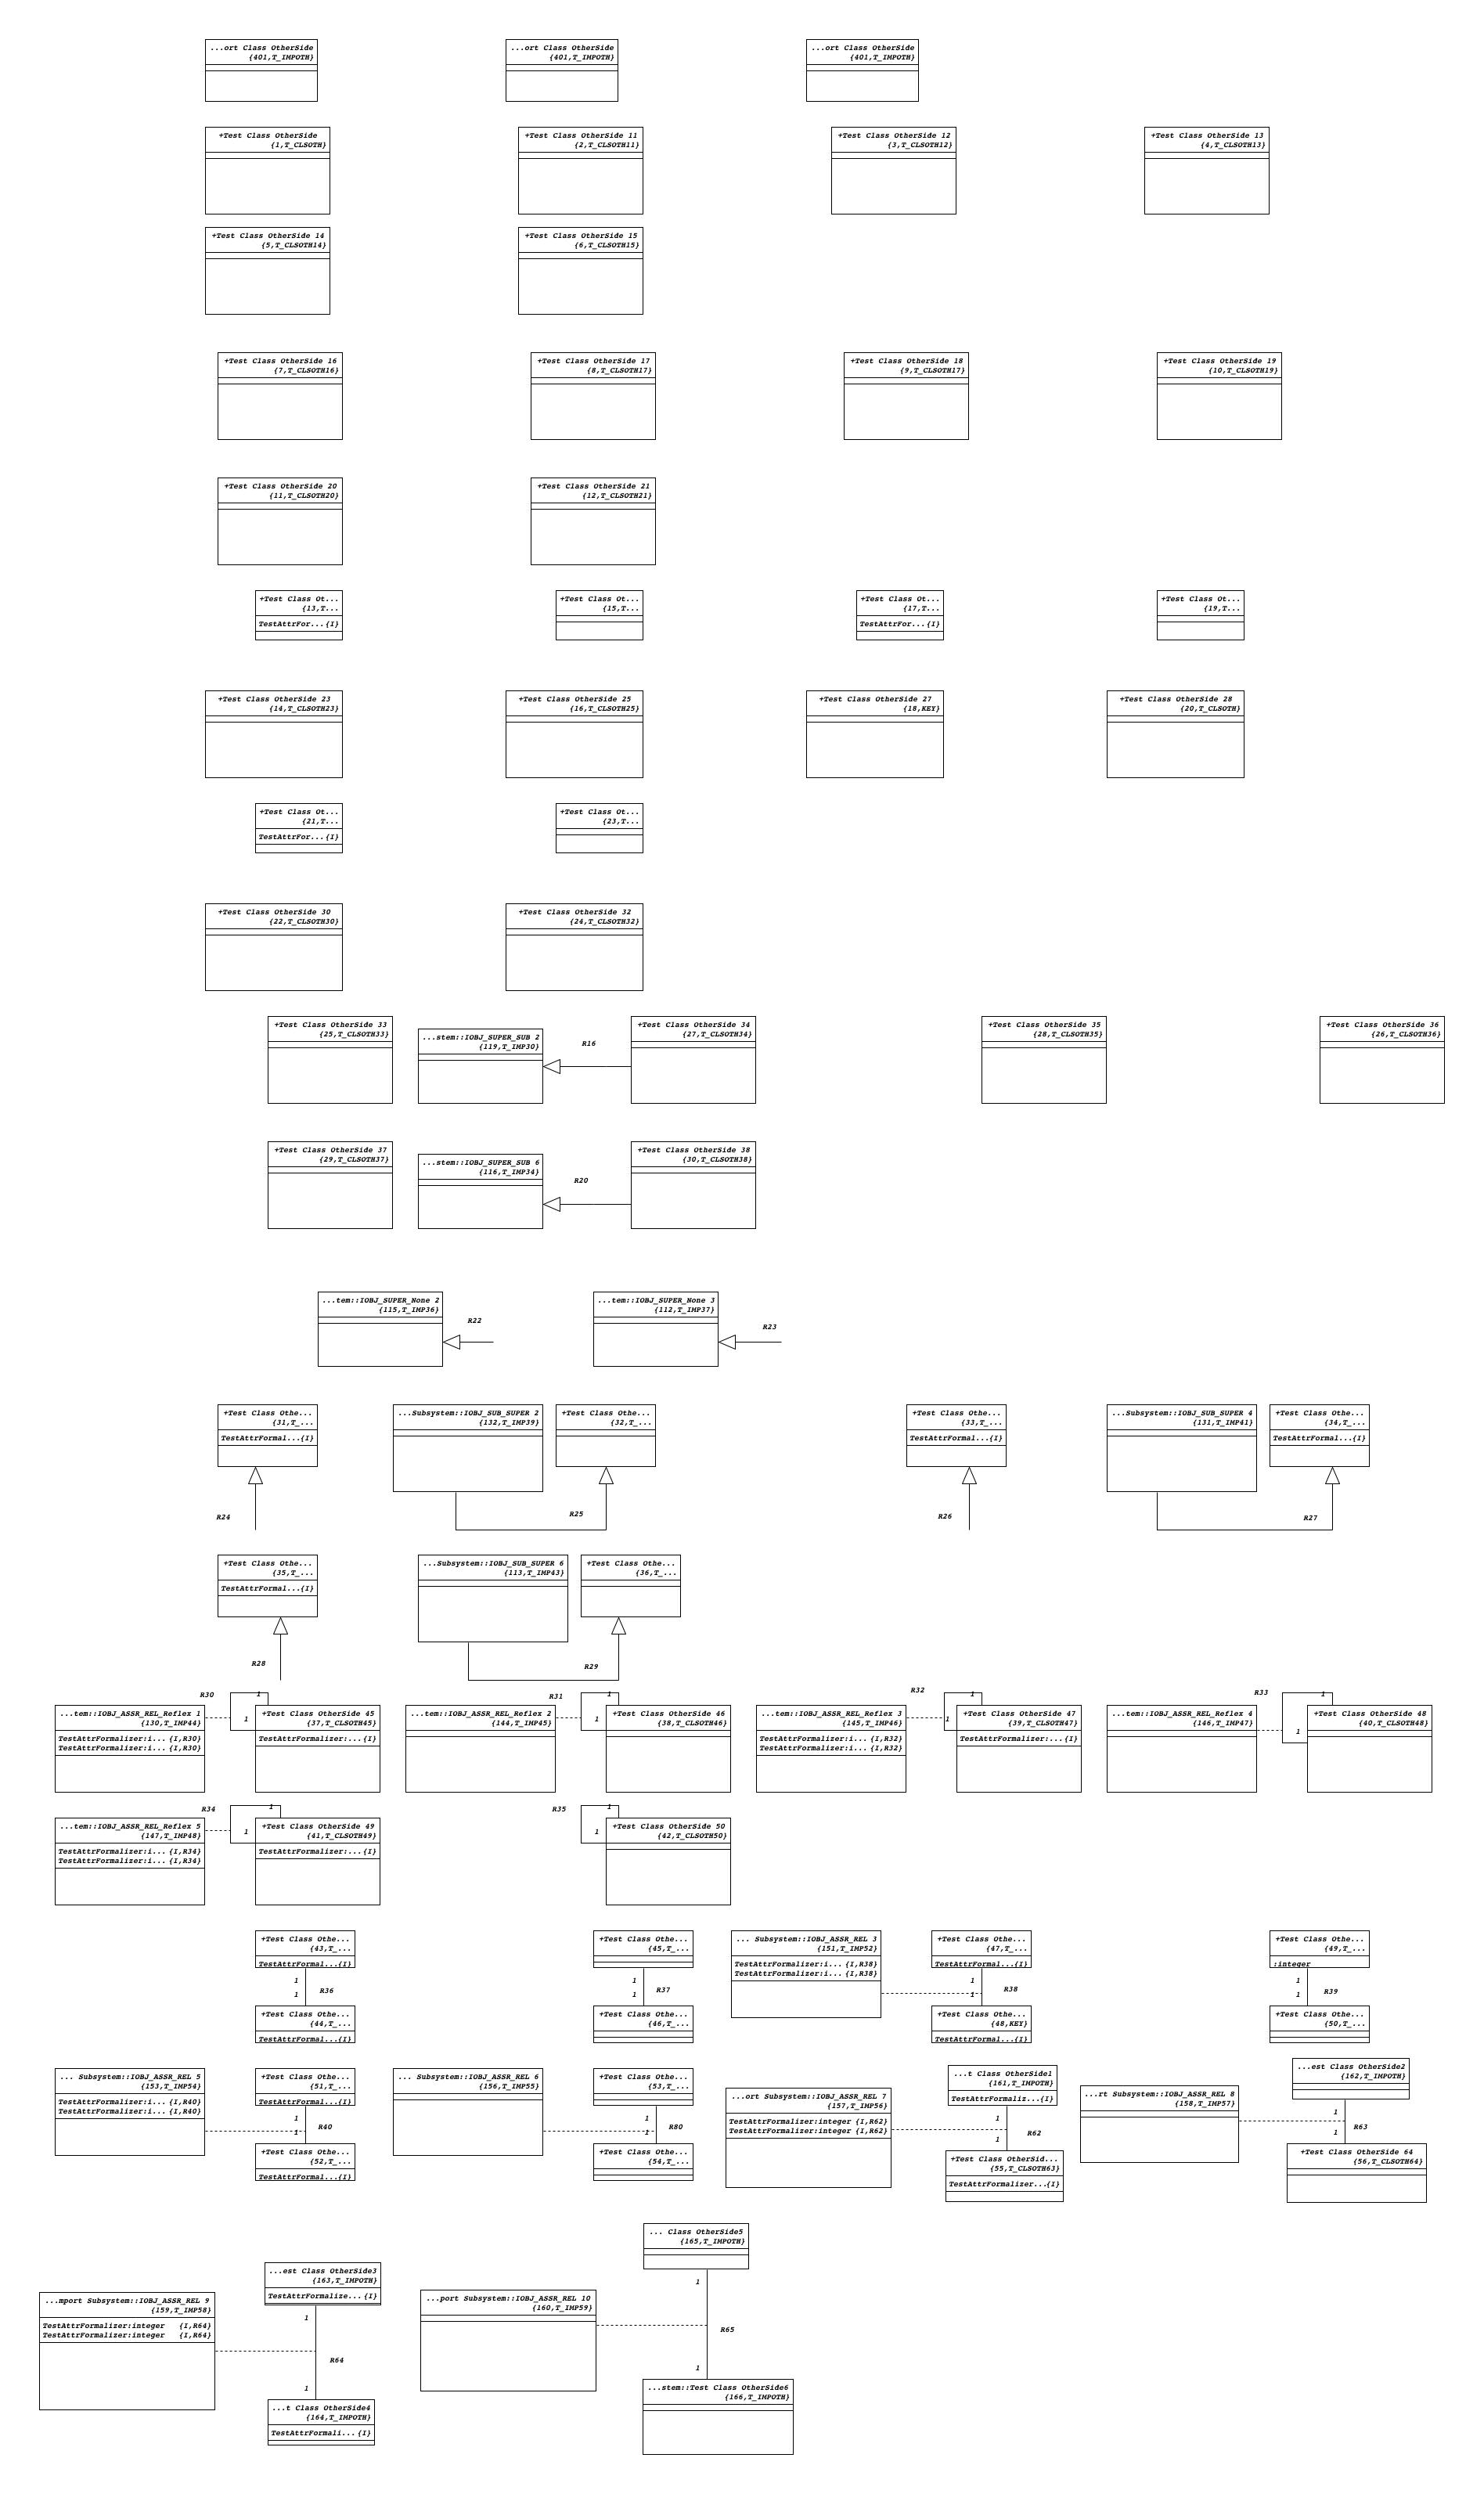 ...ort Class OtherSide
{401,T_IMPOTH}
...ort Class OtherSide
{401,T_IMPOTH}
...ort Class OtherSide
{401,T_IMPOTH}
+Test Class OtherSide
{1,T_CLSOTH}
+Test Class OtherSide 11
{2,T_CLSOTH11}
+Test Class OtherSide 12
{3,T_CLSOTH12}
+Test Class OtherSide 13
{4,T_CLSOTH13}
+Test Class OtherSide 14
{5,T_CLSOTH14}
+Test Class OtherSide 15
{6,T_CLSOTH15}
+Test Class OtherSide 16
{7,T_CLSOTH16}
+Test Class OtherSide 17
{8,T_CLSOTH17}
+Test Class OtherSide 18
{9,T_CLSOTH17}
+Test Class OtherSide 19
{10,T_CLSOTH19}
+Test Class OtherSide 20
{11,T_CLSOTH20}
+Test Class OtherSide 21
{12,T_CLSOTH21}
+Test Class Ot...
{13,T...
TestAttrFor...{I}
+Test Class Ot...
{15,T...
+Test Class Ot...
{17,T...
TestAttrFor...{I}
+Test Class Ot...
{19,T...
+Test Class OtherSide 23
{14,T_CLSOTH23}
+Test Class OtherSide 25
{16,T_CLSOTH25}
+Test Class OtherSide 27
{18,KEY}
+Test Class OtherSide 28
{20,T_CLSOTH}
+Test Class Ot...
{21,T...
TestAttrFor...{I}
+Test Class Ot...
{23,T...
+Test Class OtherSide 30
{22,T_CLSOTH30}
+Test Class OtherSide 32
{24,T_CLSOTH32}
+Test Class OtherSide 33
{25,T_CLSOTH33}
...stem::IOBJ_SUPER_SUB 2
{119,T_IMP30}
R16
+Test Class OtherSide 34
{27,T_CLSOTH34}
+Test Class OtherSide 35
{28,T_CLSOTH35}
+Test Class OtherSide 36
{26,T_CLSOTH36}
+Test Class OtherSide 37
{29,T_CLSOTH37}
...stem::IOBJ_SUPER_SUB 6
{116,T_IMP34}
R20
+Test Class OtherSide 38
{30,T_CLSOTH38}
...tem::IOBJ_SUPER_None 2
{115,T_IMP36}
R22
...tem::IOBJ_SUPER_None 3
{112,T_IMP37}
R23
+Test Class Othe...
{31,T_...
TestAttrFormal...{I}
R24
...Subsystem::IOBJ_SUB_SUPER 2
{132,T_IMP39}
+Test Class Othe...
{32,T_...
R25
+Test Class Othe...
{33,T_...
TestAttrFormal...{I}
R26
...Subsystem::IOBJ_SUB_SUPER 4
{131,T_IMP41}
+Test Class Othe...
{34,T_...
TestAttrFormal...{I}
R27
+Test Class Othe...
{35,T_...
TestAttrFormal...{I}
R28
...Subsystem::IOBJ_SUB_SUPER 6
{113,T_IMP43}
+Test Class Othe...
{36,T_...
R29
...tem::IOBJ_ASSR_REL_Reflex 1
{130,T_IMP44}
TestAttrFormalizer:i... {I,R30}
TestAttrFormalizer:i... {I,R30}
R30
1
1
+Test Class OtherSide 45
{37,T_CLSOTH45}
TestAttrFormalizer:...{I}
...tem::IOBJ_ASSR_REL_Reflex 2
{144,T_IMP45}
R31
1
1
+Test Class OtherSide 46
{38,T_CLSOTH46}
...tem::IOBJ_ASSR_REL_Reflex 3
{145,T_IMP46}
TestAttrFormalizer:i... {I,R32}
TestAttrFormalizer:i... {I,R32}
R32
1
1
+Test Class OtherSide 47
{39,T_CLSOTH47}
TestAttrFormalizer:...{I}
...tem::IOBJ_ASSR_REL_Reflex 4
{146,T_IMP47}
R33
1
1
+Test Class OtherSide 48
{40,T_CLSOTH48}
...tem::IOBJ_ASSR_REL_Reflex 5
{147,T_IMP48}
TestAttrFormalizer:i... {I,R34}
TestAttrFormalizer:i... {I,R34}
R34
1
1
+Test Class OtherSide 49
{41,T_CLSOTH49}
TestAttrFormalizer:...{I}
R35
1
1
+Test Class OtherSide 50
{42,T_CLSOTH50}
+Test Class Othe...
{43,T_...
TestAttrFormal...{I}
1
1
R36
+Test Class Othe...
{44,T_...
TestAttrFormal...{I}
+Test Class Othe...
{45,T_...
1
1
R37
+Test Class Othe...
{46,T_...
... Subsystem::IOBJ_ASSR_REL 3
{151,T_IMP52}
TestAttrFormalizer:i... {I,R38}
TestAttrFormalizer:i... {I,R38}
+Test Class Othe...
{47,T_...
TestAttrFormal...{I}
1
1
R38
+Test Class Othe...
{48,KEY}
TestAttrFormal...{I}
+Test Class Othe...
{49,T_...
:integer
1
1
R39
+Test Class Othe...
{50,T_...
... Subsystem::IOBJ_ASSR_REL 5
{153,T_IMP54}
TestAttrFormalizer:i... {I,R40}
TestAttrFormalizer:i... {I,R40}
+Test Class Othe...
{51,T_...
TestAttrFormal...{I}
1
1
R40
+Test Class Othe...
{52,T_...
TestAttrFormal...{I}
... Subsystem::IOBJ_ASSR_REL 6
{156,T_IMP55}
+Test Class Othe...
{53,T_...
1
1
R80
+Test Class Othe...
{54,T_...
...ort Subsystem::IOBJ_ASSR_REL 7
{157,T_IMP56}
TestAttrFormalizer:integer {I,R62}
TestAttrFormalizer:integer {I,R62}
...t Class OtherSide1
{161,T_IMPOTH}
TestAttrFormaliz...{I}
1
1
R62
+Test Class OtherSid...
{55,T_CLSOTH63}
TestAttrFormalizer...{I}
...rt Subsystem::IOBJ_ASSR_REL 8
{158,T_IMP57}
...est Class OtherSide2
{162,T_IMPOTH}
1
1
R63
+Test Class OtherSide 64
{56,T_CLSOTH64}
...mport Subsystem::IOBJ_ASSR_REL 9
{159,T_IMP58}
TestAttrFormalizer:integer {I,R64}
TestAttrFormalizer:integer {I,R64}
...est Class OtherSide3
{163,T_IMPOTH}
TestAttrFormalize...{I}
1
R64
1
...t Class OtherSide4
{164,T_IMPOTH}
TestAttrFormali...{I}
...port Subsystem::IOBJ_ASSR_REL 10
{160,T_IMP59}
... Class OtherSide5
{165,T_IMPOTH}
1
R65
1
...stem::Test Class OtherSide6
{166,T_IMPOTH}